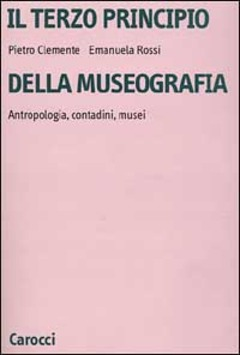 IL TERZO PRINCIPIO
Pietro Clemente Emanuela Rossi
DELLA MUSEOGRAFIA
Antropologia, contadini, musei
Carocci